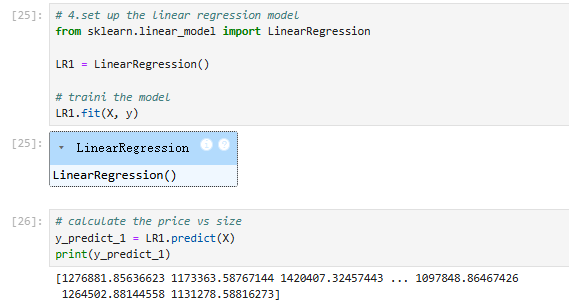 [25]:
# 4.set up the linear regression model
from sklearn.linear_model import LinearRegression
LR1 = LinearRegression()
# traini the model
LR1.fit(X, y)
[25]:
LinearRegression
i ?
LinearRegression()
[26]:
# calculate the price vs size
y_predict_1 = LR1.predict(X)
print(y_predict_1)
[1276881.85636623 1173363.58767144 1420407.32457443 ... 1097848.86467426
1264502.88144558 1131278.58816273]